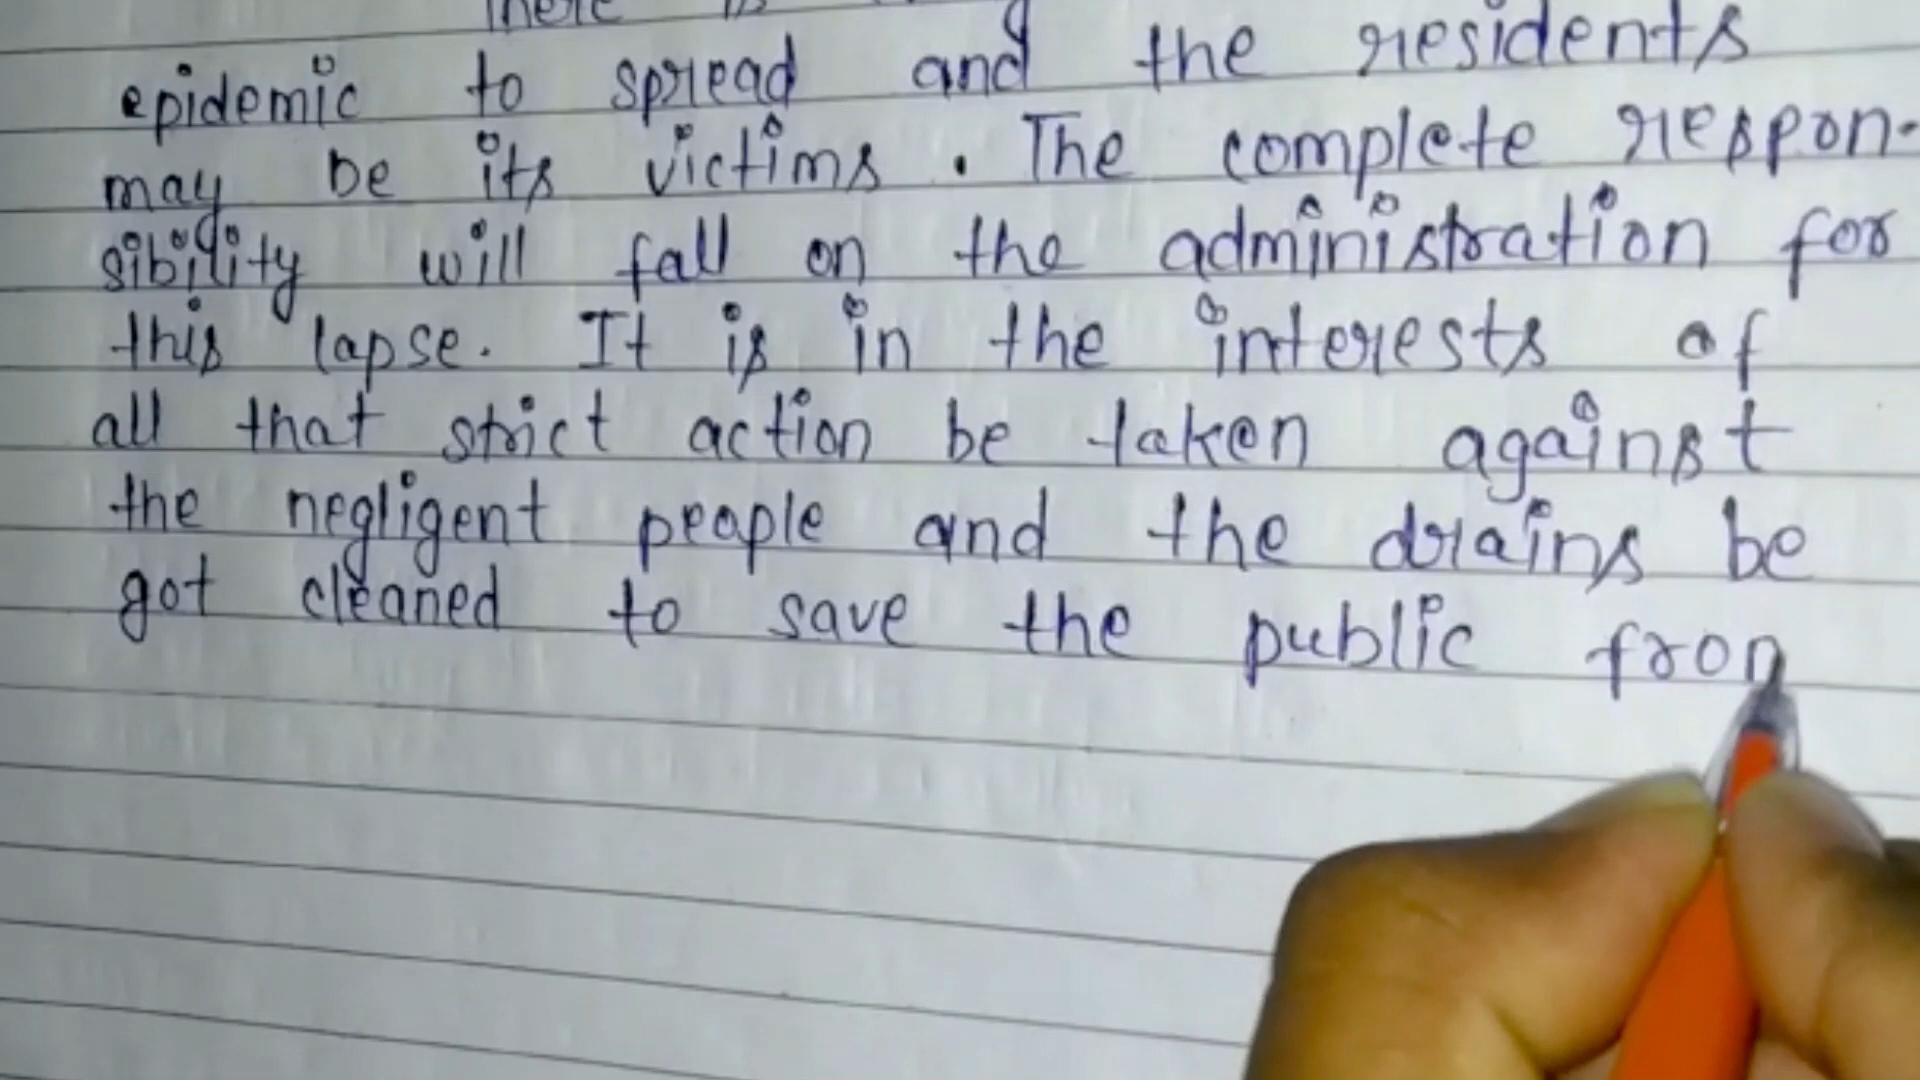 There is
epidemic to spread and the residents
may be its victims. The complete respon-
sibility will fall on the administration for
this lapse. It is in the interests of
all that strict action be taken against
the negligent people and the drains be
got cleaned to save the public from